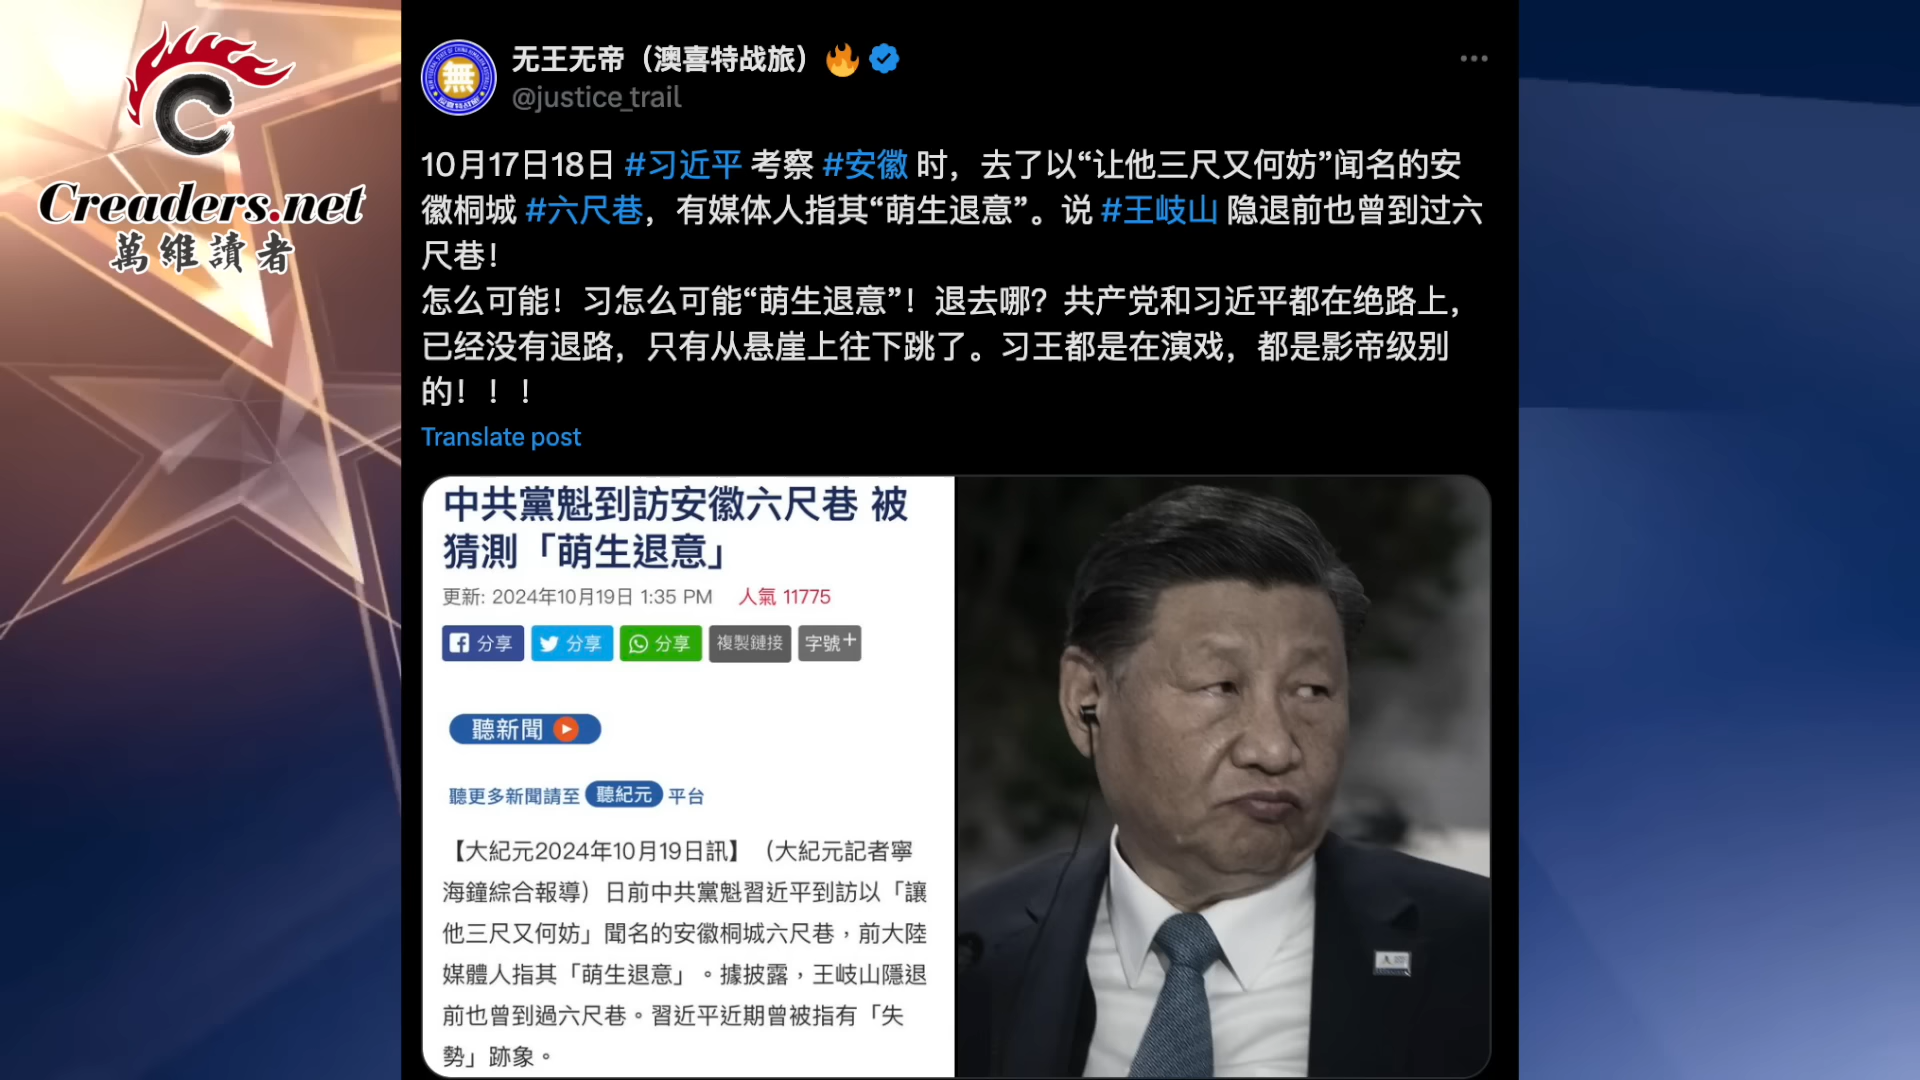 Creaders.net
萬維讀者
无王无帝（澳喜特战旅）
@justice_trail
10月17日18日 #习近平 考察 #安徽 时，去了以“让他三尺又何妨”闻名的安
徽桐城 #六尺巷，有媒体人指其“萌生退意”。说 #王岐山 隐退前也曾到过六
尺巷！
怎么可能！习怎么可能“萌生退意”！退去哪？共产党和习近平都在绝路上，
已经没有退路，只有从悬崖上往下跳了。习王都是在演戏，都是影帝级别
的！！！
Translate post
中共黨魁到訪安徽六尺巷 被
猜測「萌生退意」
更新: 2024年10月19日 1:35 PM 人氣 11775
分享 分享 分享 複製鏈接 字號+
聽新聞
聽更多新聞請至 聽紀元 平台
【大紀元2024年10月19日訊】（大紀元記者寧
海鐘綜合報導）日前中共黨魁習近平到訪以「讓
他三尺又何妨」聞名的安徽桐城六尺巷，前大陸
媒體人指其「萌生退意」。據披露，王岐山隱退
前也曾到過六尺巷。習近平近期曾被指有「失
勢」跡象。